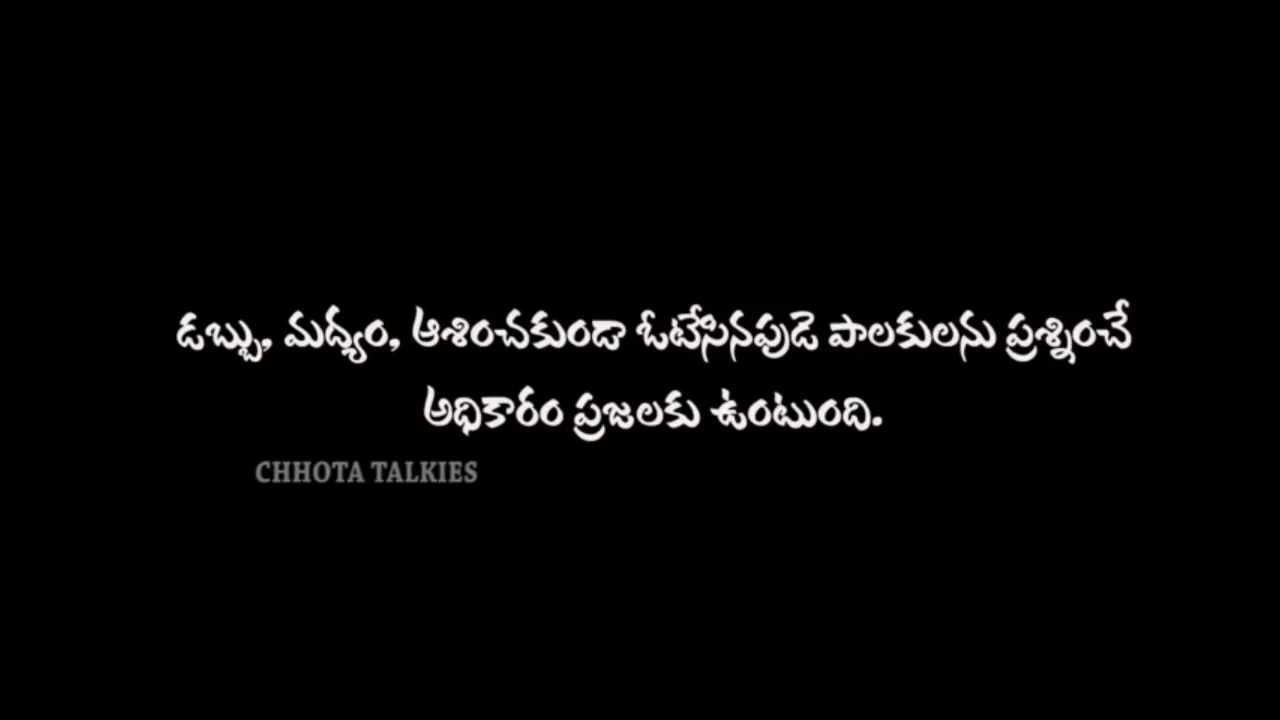 డబ్బు, మద్యం, ఆశించకుండా ఓటేసినపుడె పాలకులను ప్రశ్నించే
అధికారం ప్రజలకు ఉంటుంది.
CHHOTA TALKIES